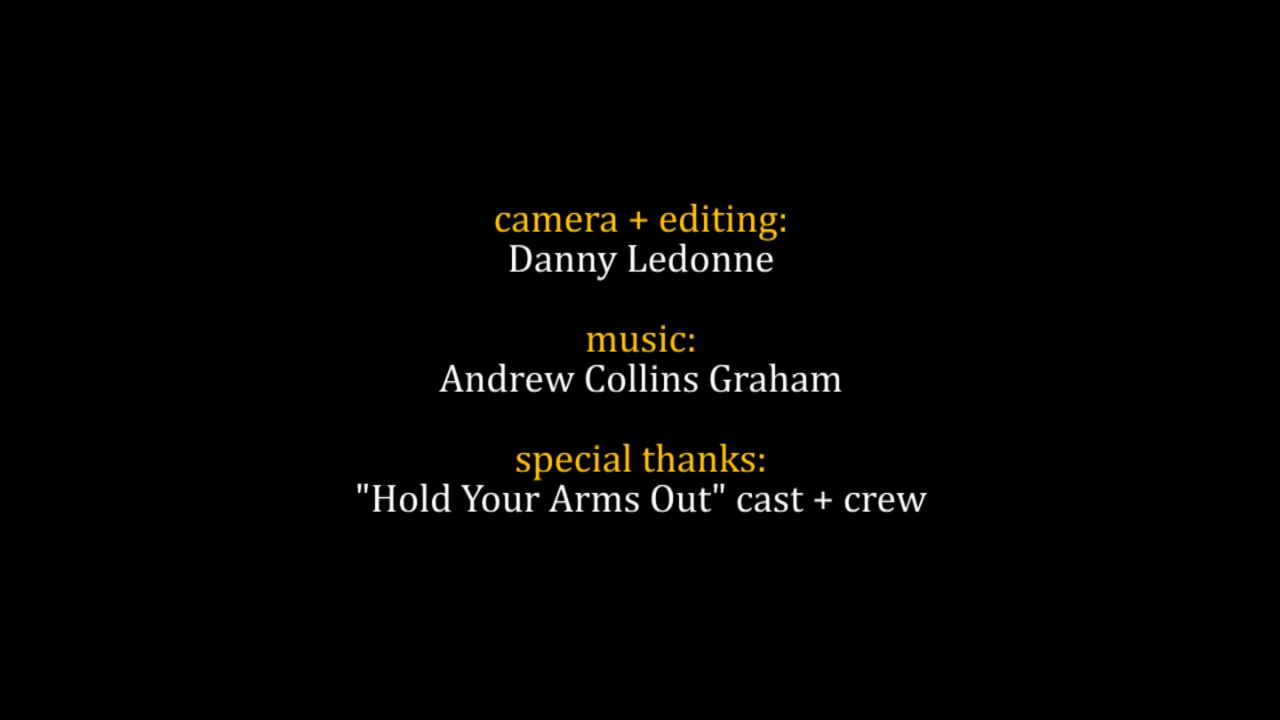 camera + editing:
Danny Ledonne
music:
Andrew Collins Graham
special thanks:
"Hold Your Arms Out" cast + crew